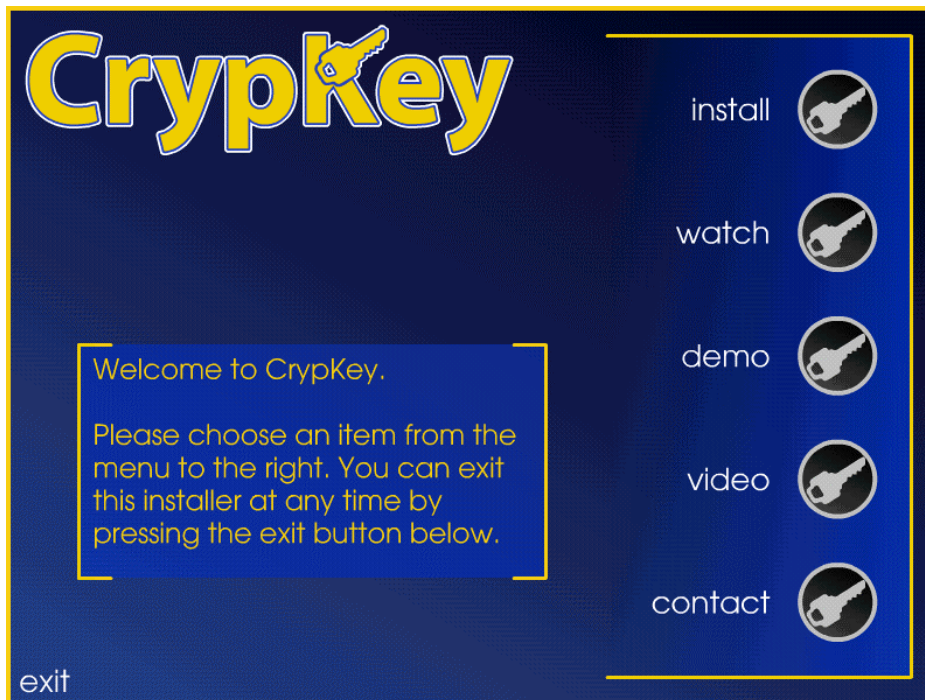 CrypKey
install
watch
demo
video
contact
Welcome to CrypKey.
Please choose an item from the
menu to the right. You can exit
this installer at any time by
pressing the exit button below.
exit